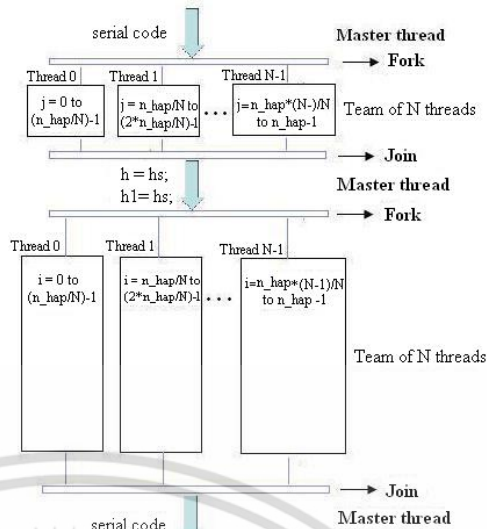 serial code
Master thread
Fork
Thread 0 Thread 1 Thread N-1
j = 0 to
(n_hap/N)-1
j = n_hap/N to
(2*n_hap/N)-1
...
j=n_hap*(N-)/N
to n_hap-1
Team of N threads
Join
h = hs;
h1= hs;
Master thread
Fork
Thread 0 Thread 1 Thread N-1
i = 0 to
(n_hap/N)-1
i = n_hap/N to
(2*n_hap/N)-1
...
i=n_hap*(N-1)/N
to n_hap -1
Team of N threads
Join
serial code
Master thread